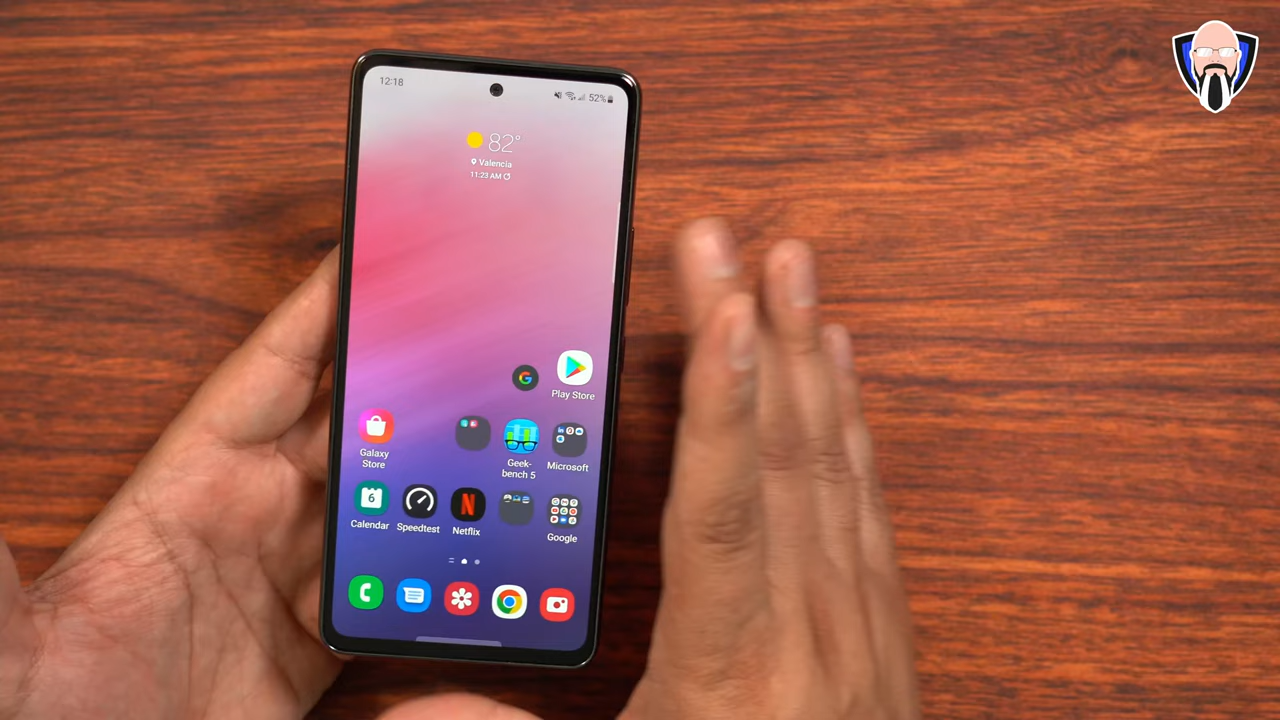 12:18
52%
82°
Valencia
11:23 AM
Play Store
Galaxy
Store
Geek-
bench 5
Microsoft
6
Calendar
Speedtest
Netflix
Google